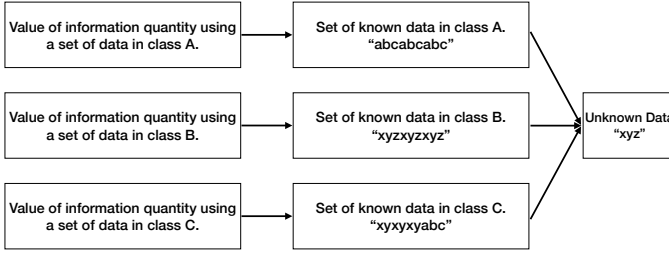 Value of information quantity using
a set of data in class A.
Set of known data in class A.
“abcabcabc”
Value of information quantity using
a set of data in class B.
Set of known data in class B.
“xyzxyzxyz”
Unknown Data
“xyz”
Value of information quantity using
a set of data in class C.
Set of known data in class C.
“xyxyxyabc”